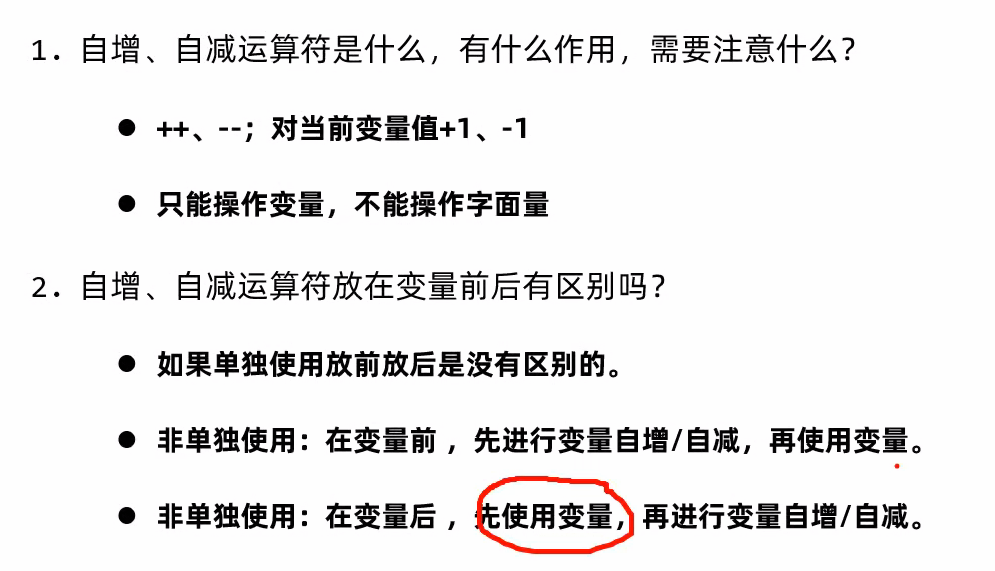 1. 自增、自减运算符是什么，有什么作用，需要注意什么？
● ++、--；对当前变量值+1、-1
● 只能操作变量，不能操作字面量
2. 自增、自减运算符放在变量前后有区别吗？
● 如果单独使用放前放后是没有区别的。
● 非单独使用：在变量前 ，先进行变量自增/自减，再使用变量。
● 非单独使用：在变量后 ，先使用变量，再进行变量自增/自减。